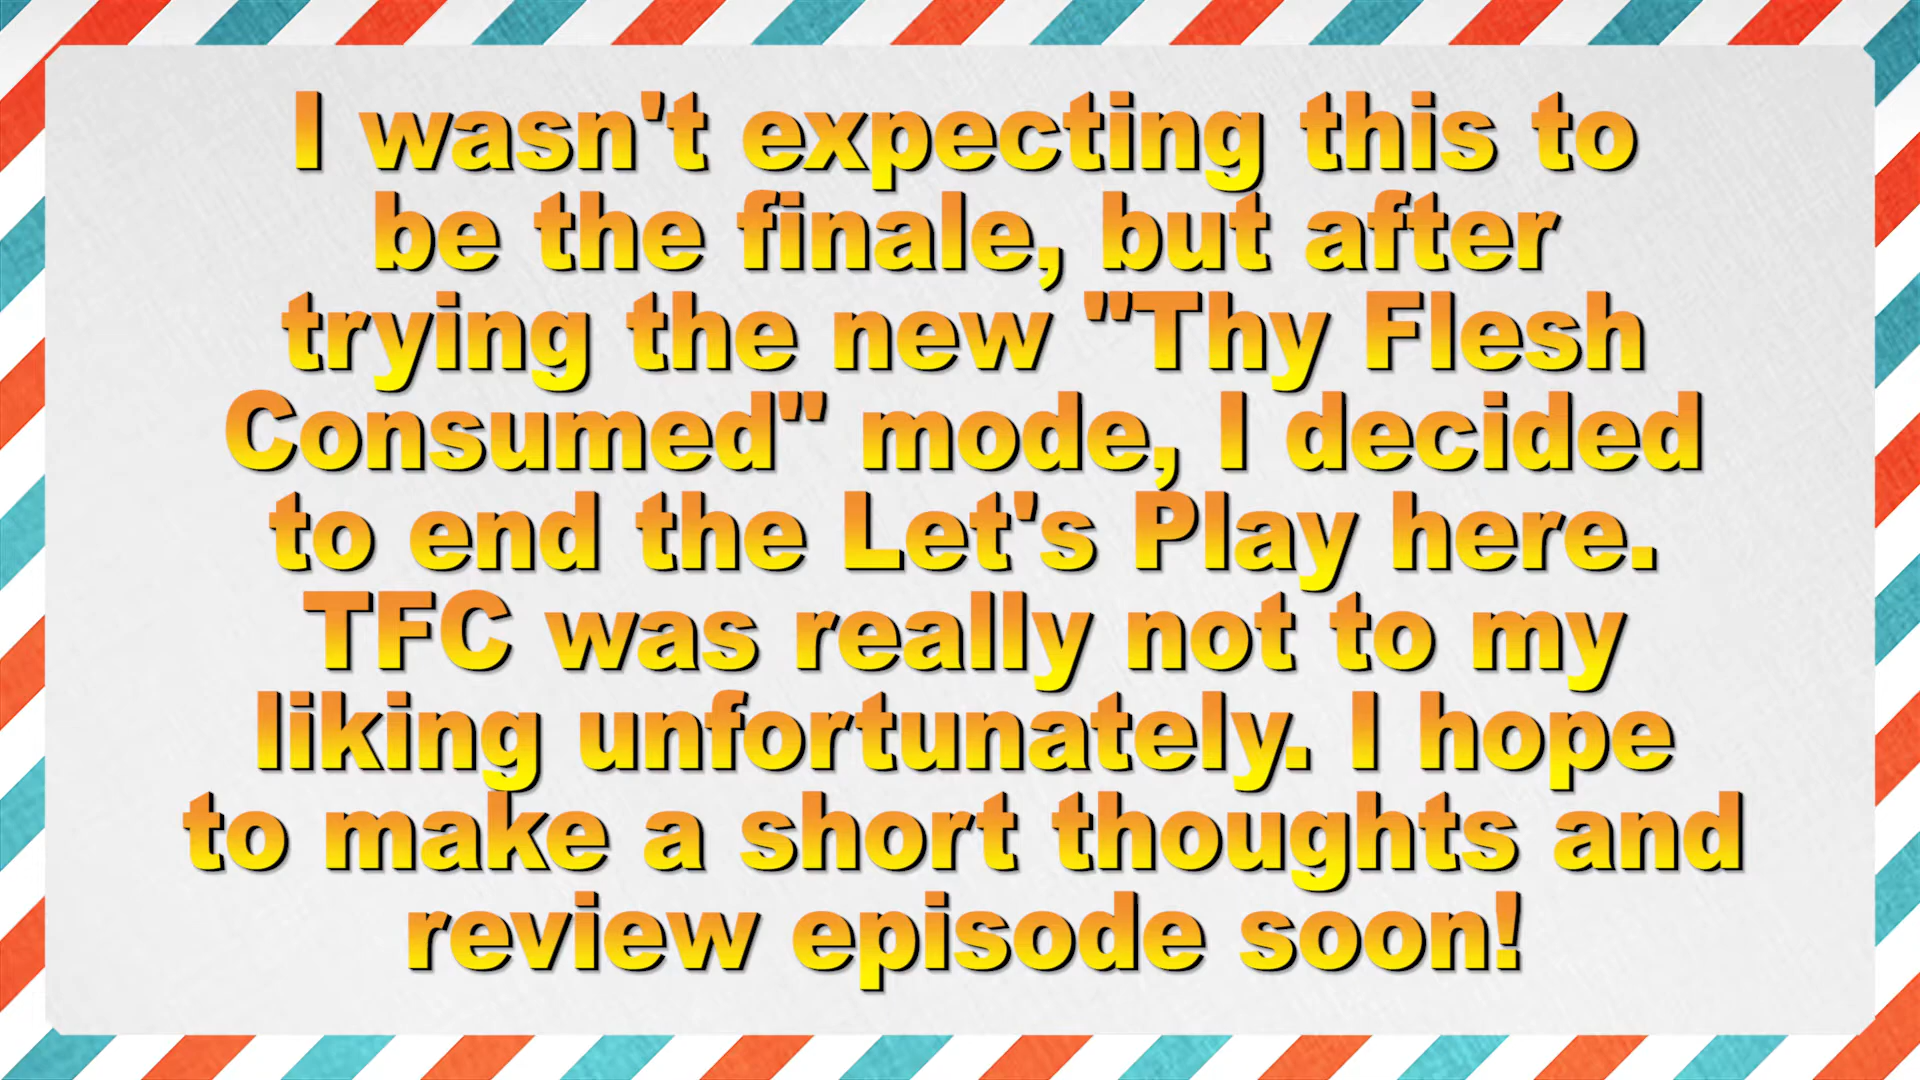 I wasn't expecting this to
be the finale, but after
trying the new "Thy Flesh
Consumed" mode, I decided
to end the Let's Play here.
TFC was really not to my
liking unfortunately. I hope
to make a short thoughts and
review episode soon!